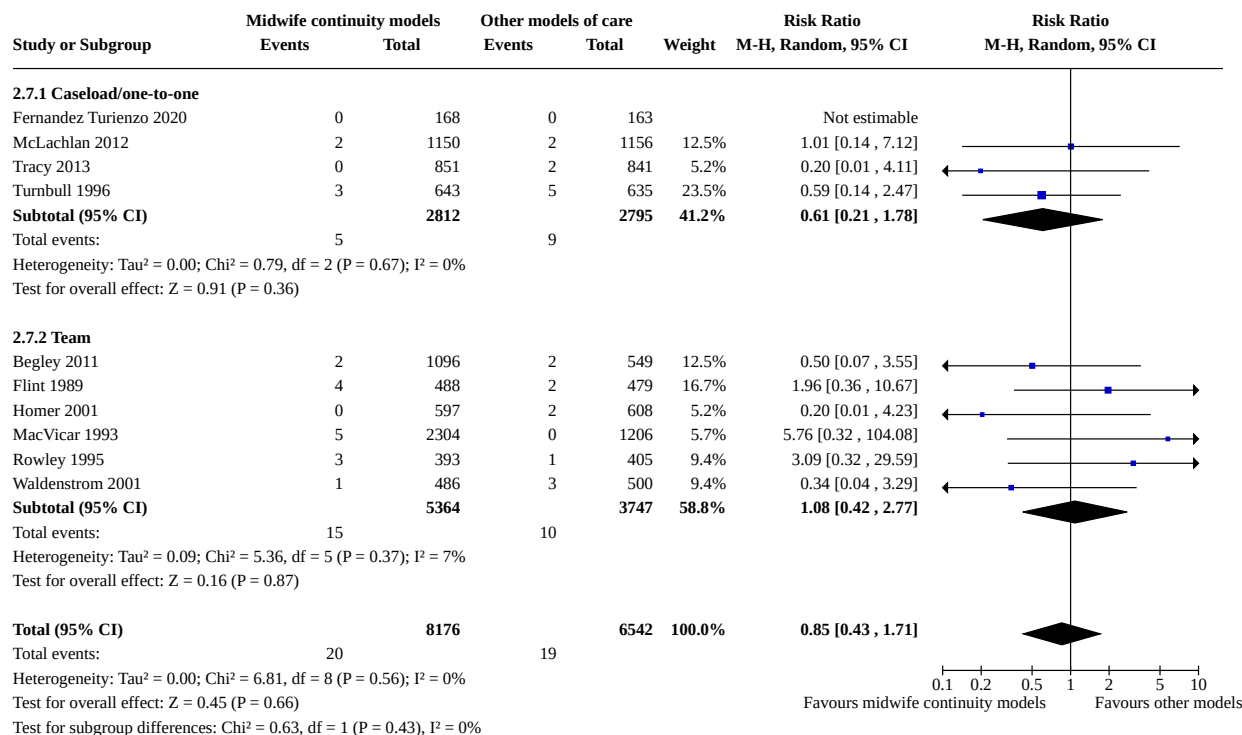 Midwife continuity models Other models of care Risk Ratio Risk Ratio
Study or Subgroup Events Total Events Total Weight M-H, Random, 95% CI M-H, Random, 95% CI
2.7.1 Caseload/one-to-one
Fernandez Turienzo 2020 0 168 0 163 Not estimable
McLachlan 2012 2 1150 2 1156 12.5% 1.01 [0.14 , 7.12]
Tracy 2013 0 851 2 841 5.2% 0.20 [0.01 , 4.11]
Turnbull 1996 3 643 5 635 23.5% 0.59 [0.14 , 2.47]
Subtotal (95% CI) 2812 2795 41.2% 0.61 [0.21 , 1.78]
Total events: 5 9
Heterogeneity: Tau² = 0.00; Chi² = 0.79, df = 2 (P = 0.67); I² = 0%
Test for overall effect: Z = 0.91 (P = 0.36)
2.7.2 Team
Begley 2011 2 1096 2 549 12.5% 0.50 [0.07 , 3.55]
Flint 1989 4 488 2 479 16.7% 1.96 [0.36 , 10.67]
Homer 2001 0 597 2 608 5.2% 0.20 [0.01 , 4.23]
MacVicar 1993 5 2304 0 1206 5.7% 5.76 [0.32 , 104.08]
Rowley 1995 3 393 1 405 9.4% 3.09 [0.32 , 29.59]
Waldenstrom 2001 1 486 3 500 9.4% 0.34 [0.04 , 3.29]
Subtotal (95% CI) 5364 3747 58.8% 1.08 [0.42 , 2.77]
Total events: 15 10
Heterogeneity: Tau² = 0.09; Chi² = 5.36, df = 5 (P = 0.37); I² = 7%
Test for overall effect: Z = 0.16 (P = 0.87)
Total (95% CI) 8176 6542 100.0% 0.85 [0.43 , 1.71]
Total events: 20 19
Heterogeneity: Tau² = 0.00; Chi² = 6.81, df = 8 (P = 0.56); I² = 0%
0.1 0.2 0.5 1 2 5 10
Test for overall effect: Z = 0.45 (P = 0.66) Favours midwife continuity models Favours other models
Test for subgroup differences: Chi² = 0.63, df = 1 (P = 0.43), I² = 0%